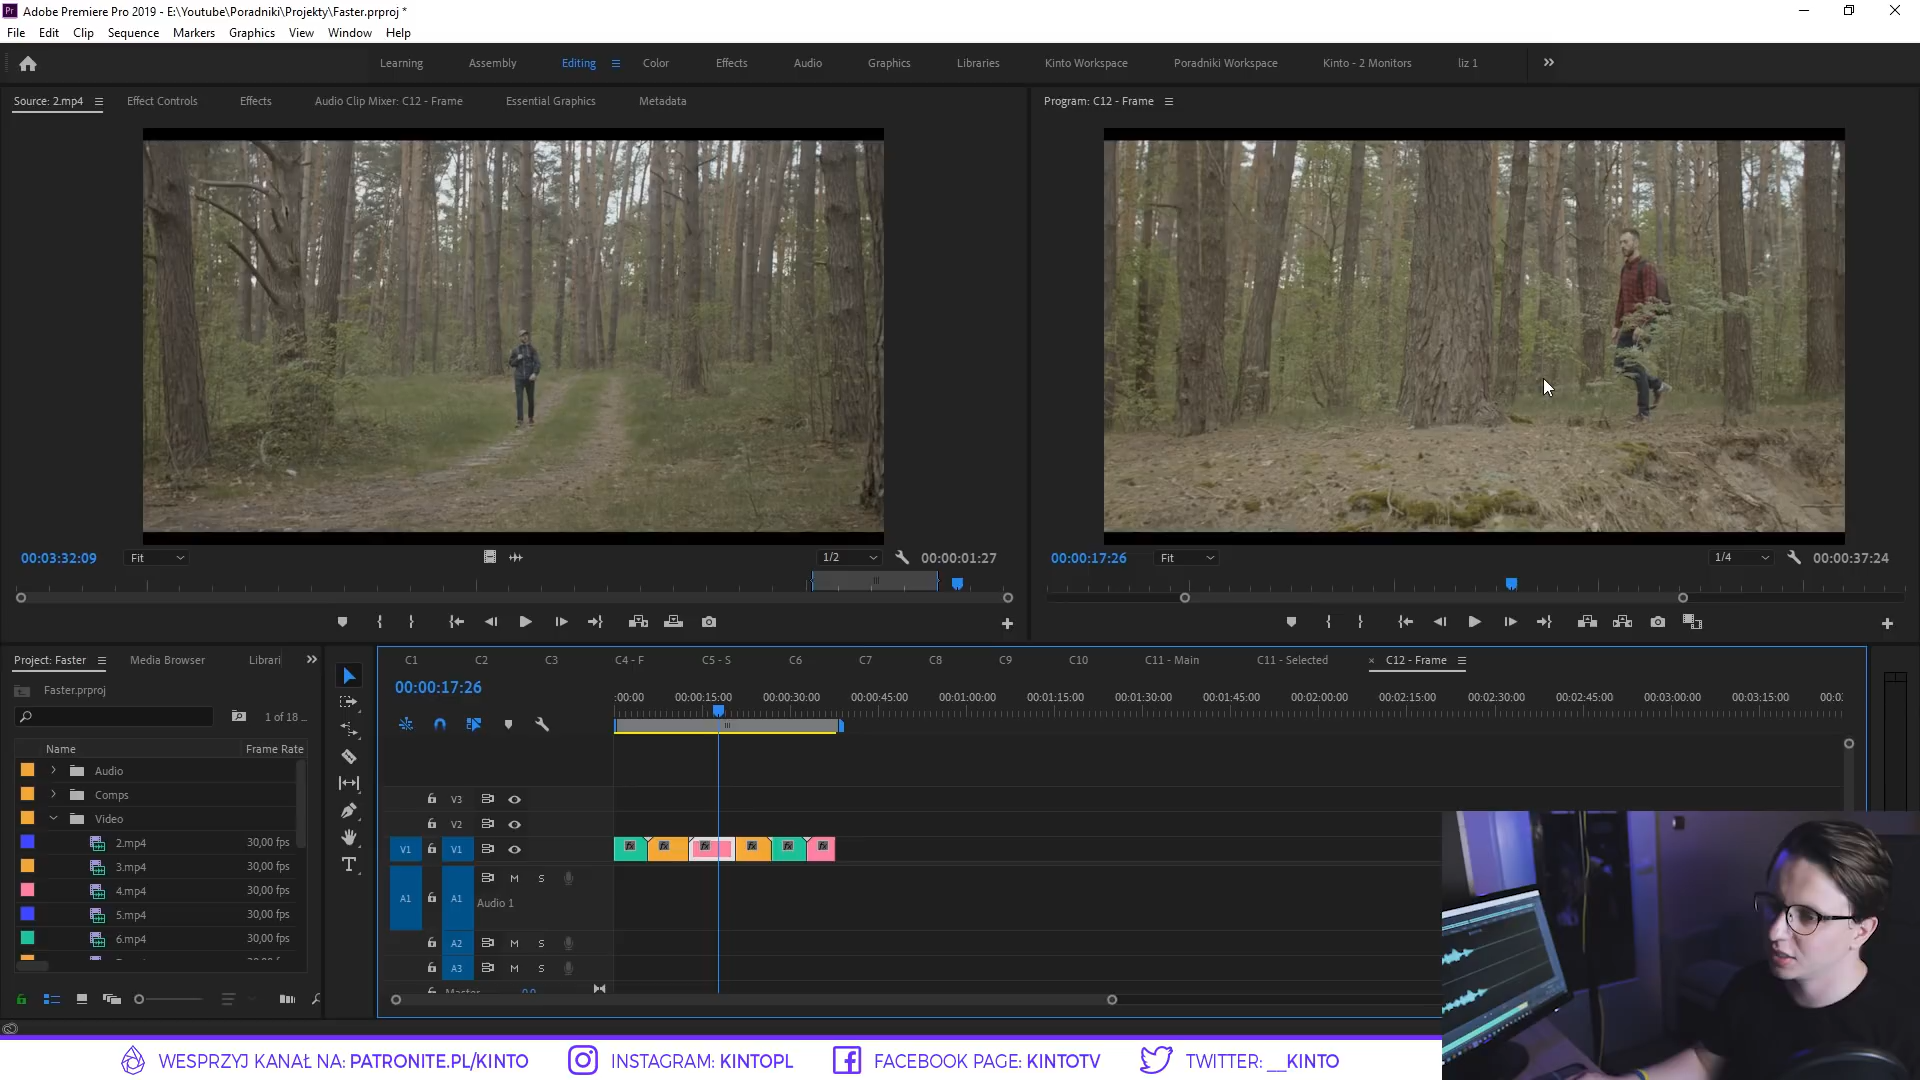 Adobe Premiere Pro 2019 - E:\Youtube\Poradniki\Projekty\Faster.prproj *
File Edit Clip Sequence Markers Graphics View Window Help
Learning Assembly Editing Color Effects Audio Graphics Libraries Kinto Workspace Poradniki Workspace Kinto - 2 Monitors liz 1
Source: 2.mp4 Effect Controls Effects Audio Clip Mixer: C12 - Frame Essential Graphics Metadata
Program: C12 - Frame
00:03:32:09 Fit 1/2 00:00:01:27
00:00:17:26 Fit 1/4 00:00:37:24
Project: Faster Media Browser Librari
Faster.prproj
1 of 18 ...
Name Frame Rate
Audio
Comps
Video
2.mp4 30,00 fps
3.mp4 30,00 fps
4.mp4 30,00 fps
5.mp4 30,00 fps
6.mp4 30,00 fps
C1 C2 C3 C4 - F C5 - S C6 C7 C8 C9 C10 C11 - Main C11 - Selected × C12 - Frame
00:00:17:26
:00:00 00:00:15:00 00:00:30:00 00:00:45:00 00:01:00:00 00:01:15:00 00:01:30:00 00:01:45:00 00:02:00:00 00:02:15:00 00:02:30:00 00:02:45:00 00:03:00:00 00:03:15:00 00:0
V3
V2
V1 V1
fx fx fx fx fx fx
M S
A1 A1
Audio 1
A2 M S
A3 M S
Master 0,0
WESPRZYJ KANAŁ NA: PATRONITE.PL/KINTO INSTAGRAM: KINTOPL FACEBOOK PAGE: KINTOTV TWITTER: __KINTO